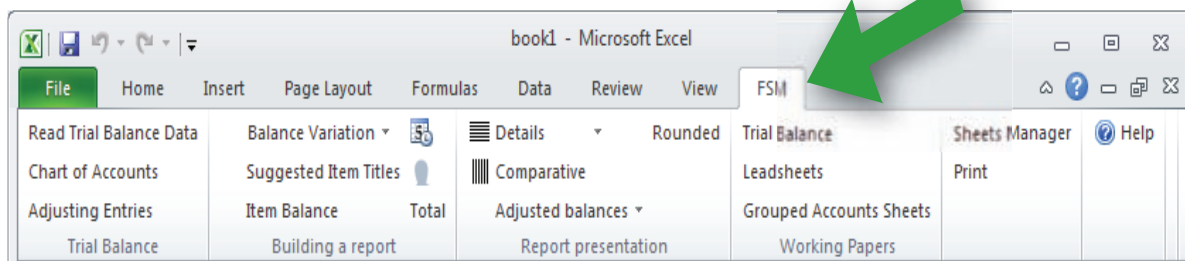 book1 - Microsoft Excel
File Home Insert Page Layout Formulas Data Review View FSM
Read Trial Balance Data Balance Variation Details Rounded Trial Balance Sheets Manager Help
Chart of Accounts Suggested Item Titles Comparative Leadsheets Print
Adjusting Entries Item Balance Total Adjusted balances Grouped Accounts Sheets
Trial Balance Building a report Report presentation Working Papers